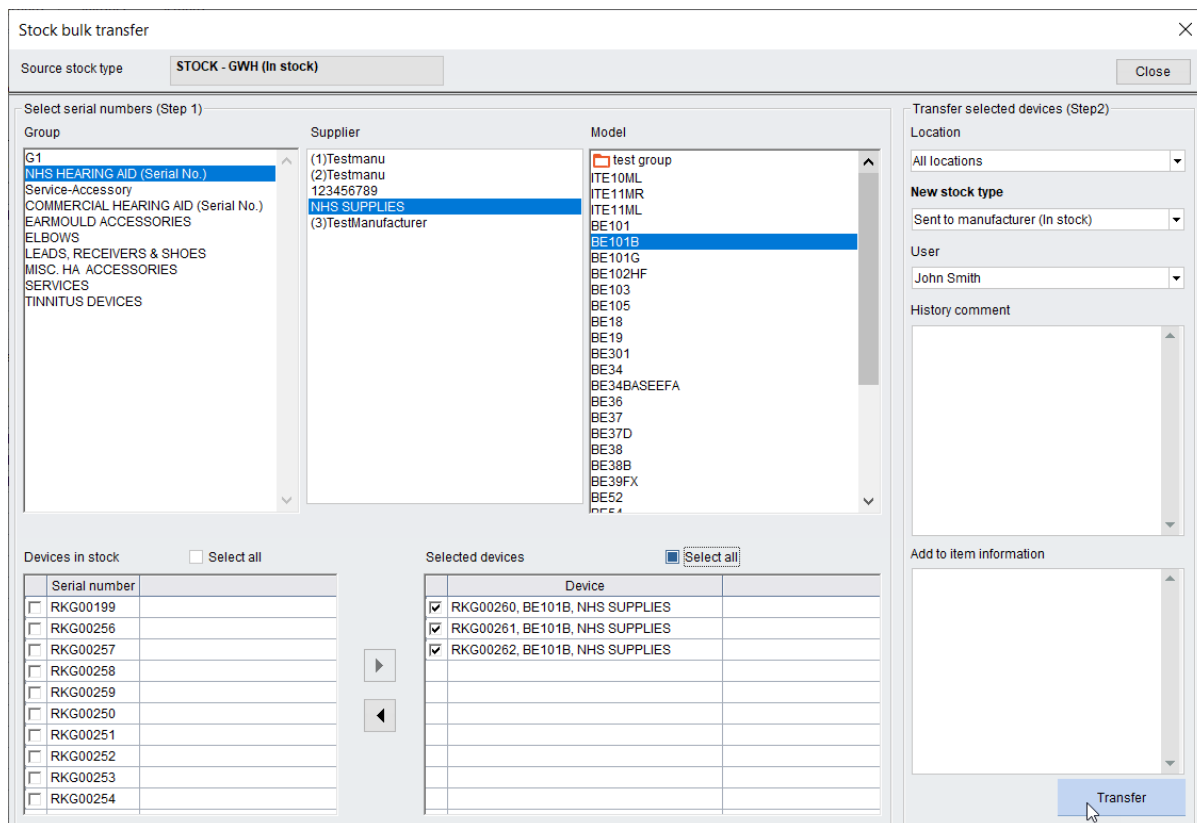 Stock bulk transfer
Source stock type
STOCK - GWH (In stock)
Close
Select serial numbers (Step 1)
Group
G1
NHS HEARING AID (Serial No.)
Service-Accessory
COMMERCIAL HEARING AID (Serial No.)
EARMOULD ACCESSORIES
ELBOWS
LEADS, RECEIVERS & SHOES
MISC. HA  ACCESSORIES
SERVICES
TINNITUS DEVICES
Supplier
(1)Testmanu
(2)Testmanu
123456789
NHS SUPPLIES
(3)TestManufacturer
Model
test group
ITE10ML
ITE11MR
ITE11ML
BE101
BE101B
BE101G
BE102HF
BE103
BE105
BE18
BE19
BE301
BE34
BE34BASEEFA
BE36
BE37
BE37D
BE38
BE38B
BE39FX
BE52
BE54
Devices in stock
Select all
Serial number
RKG00199
RKG00256
RKG00257
RKG00258
RKG00259
RKG00250
RKG00251
RKG00252
RKG00253
RKG00254
Selected devices
Select all
Device
RKG00260, BE101B, NHS SUPPLIES
RKG00261, BE101B, NHS SUPPLIES
RKG00262, BE101B, NHS SUPPLIES
Transfer selected devices (Step2)
Location
All locations
New stock type
Sent to manufacturer (In stock)
User
John Smith
History comment
Add to item information
Transfer